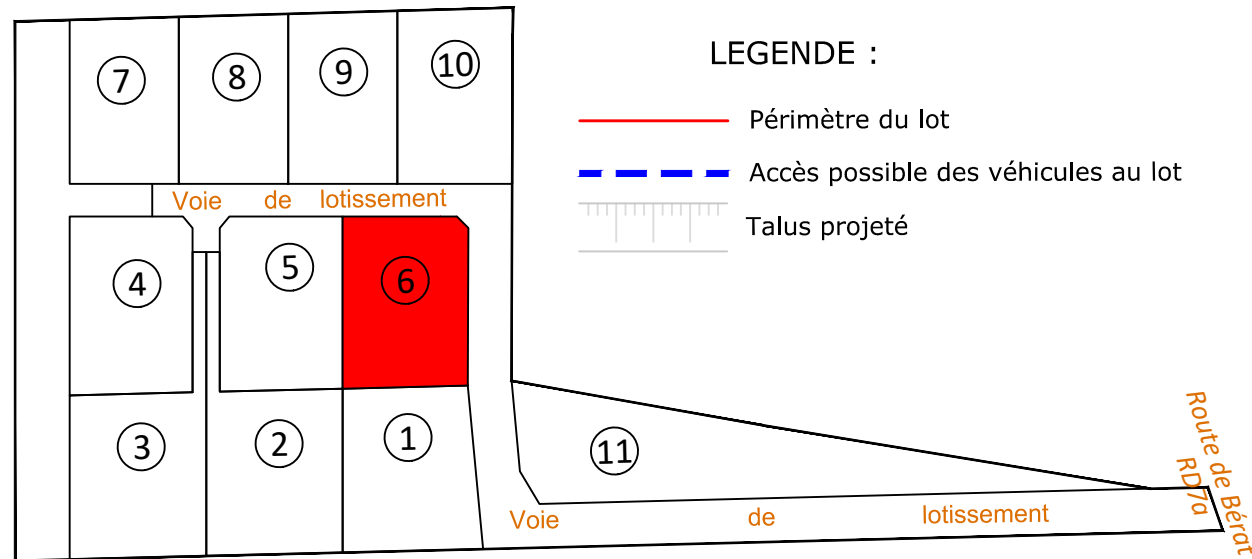 LEGENDE :
Périmètre du lot
Accès possible des véhicules au lot
Talus projeté
7
8
9
10
Voie de lotissement
4
5
6
3
2
1
11
Voie de lotissement
Route de Bérat
RD7a